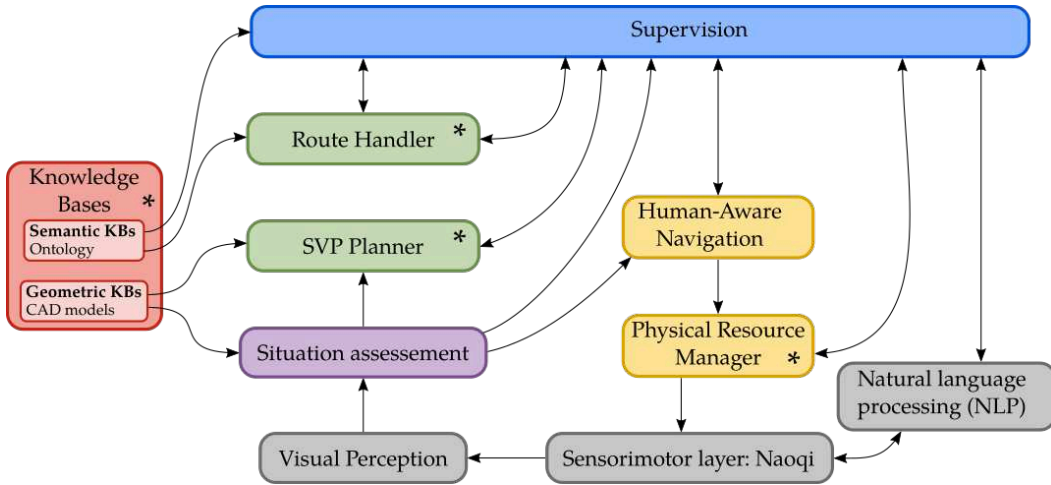 Supervision
Route Handler *
Knowledge
Bases *
Semantic KBs
Ontology
Geometric KBs
CAD models
SVP Planner *
Human-Aware
Navigation
Situation assessement
Physical Resource
Manager *
Natural language
processing (NLP)
Visual Perception
Sensorimotor layer: Naoqi